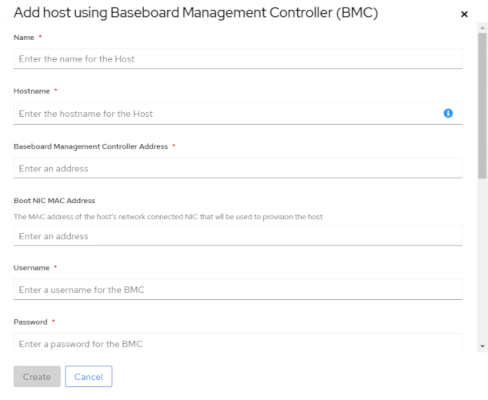 Add host using Baseboard Management Controller (BMC)
Name *
Enter the name for the Host
Hostname *
Enter the hostname for the Host
Baseboard Management Controller Address *
Enter an address
Boot NIC MAC Address
The MAC address of the host's network connected NIC that wll be used to provision the host.
Enter an address
Username *
Enter a username for the BMC
Password *
Enter a password for the BMC
Create Cancel